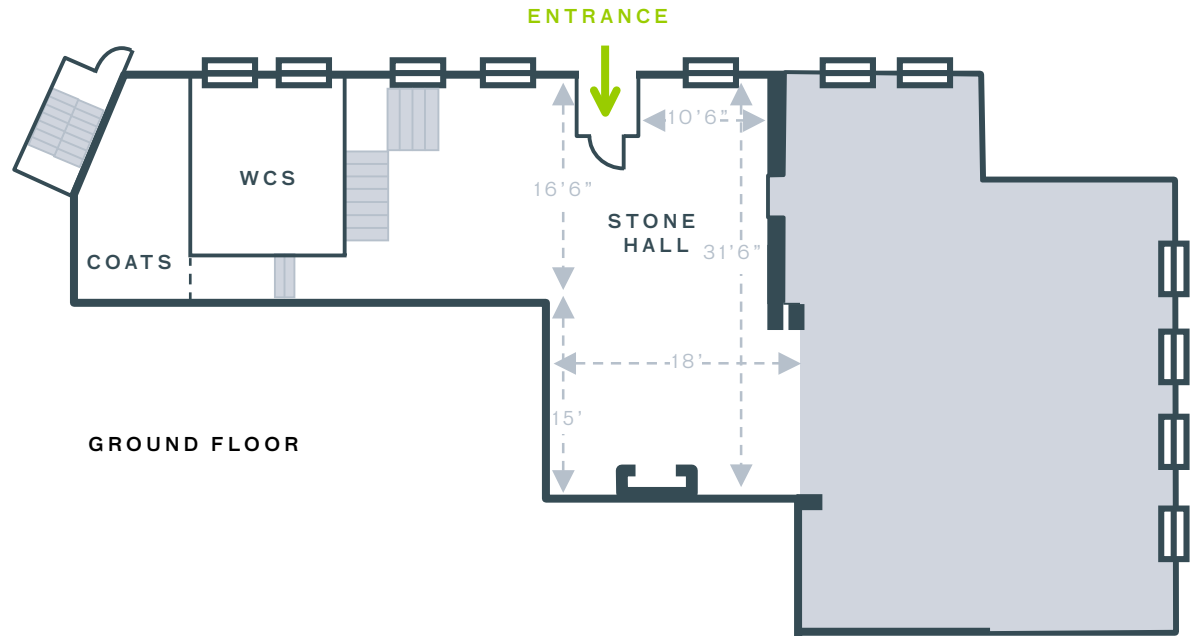 ENTRANCE
10'6”
WCS
16'6”
STONE
HALL
31'6”
COATS
18'
15'
GROUND FLOOR